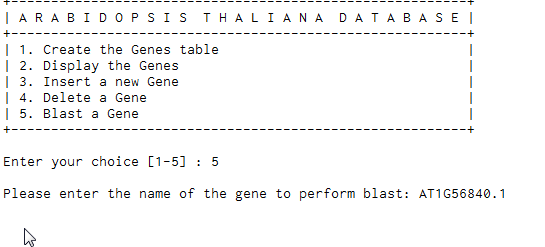 +----------------------------------------------------------+
| A R A B I D O P S I S  T H A L I A N A  D A T A B A S E |
+----------------------------------------------------------+
| 1. Create the Genes table |
| 2. Display the Genes |
| 3. Insert a new Gene |
| 4. Delete a Gene |
| 5. Blast a Gene |
+----------------------------------------------------------+
Enter your choice [1-5] : 5
Please enter the name of the gene to perform blast: AT1G56840.1